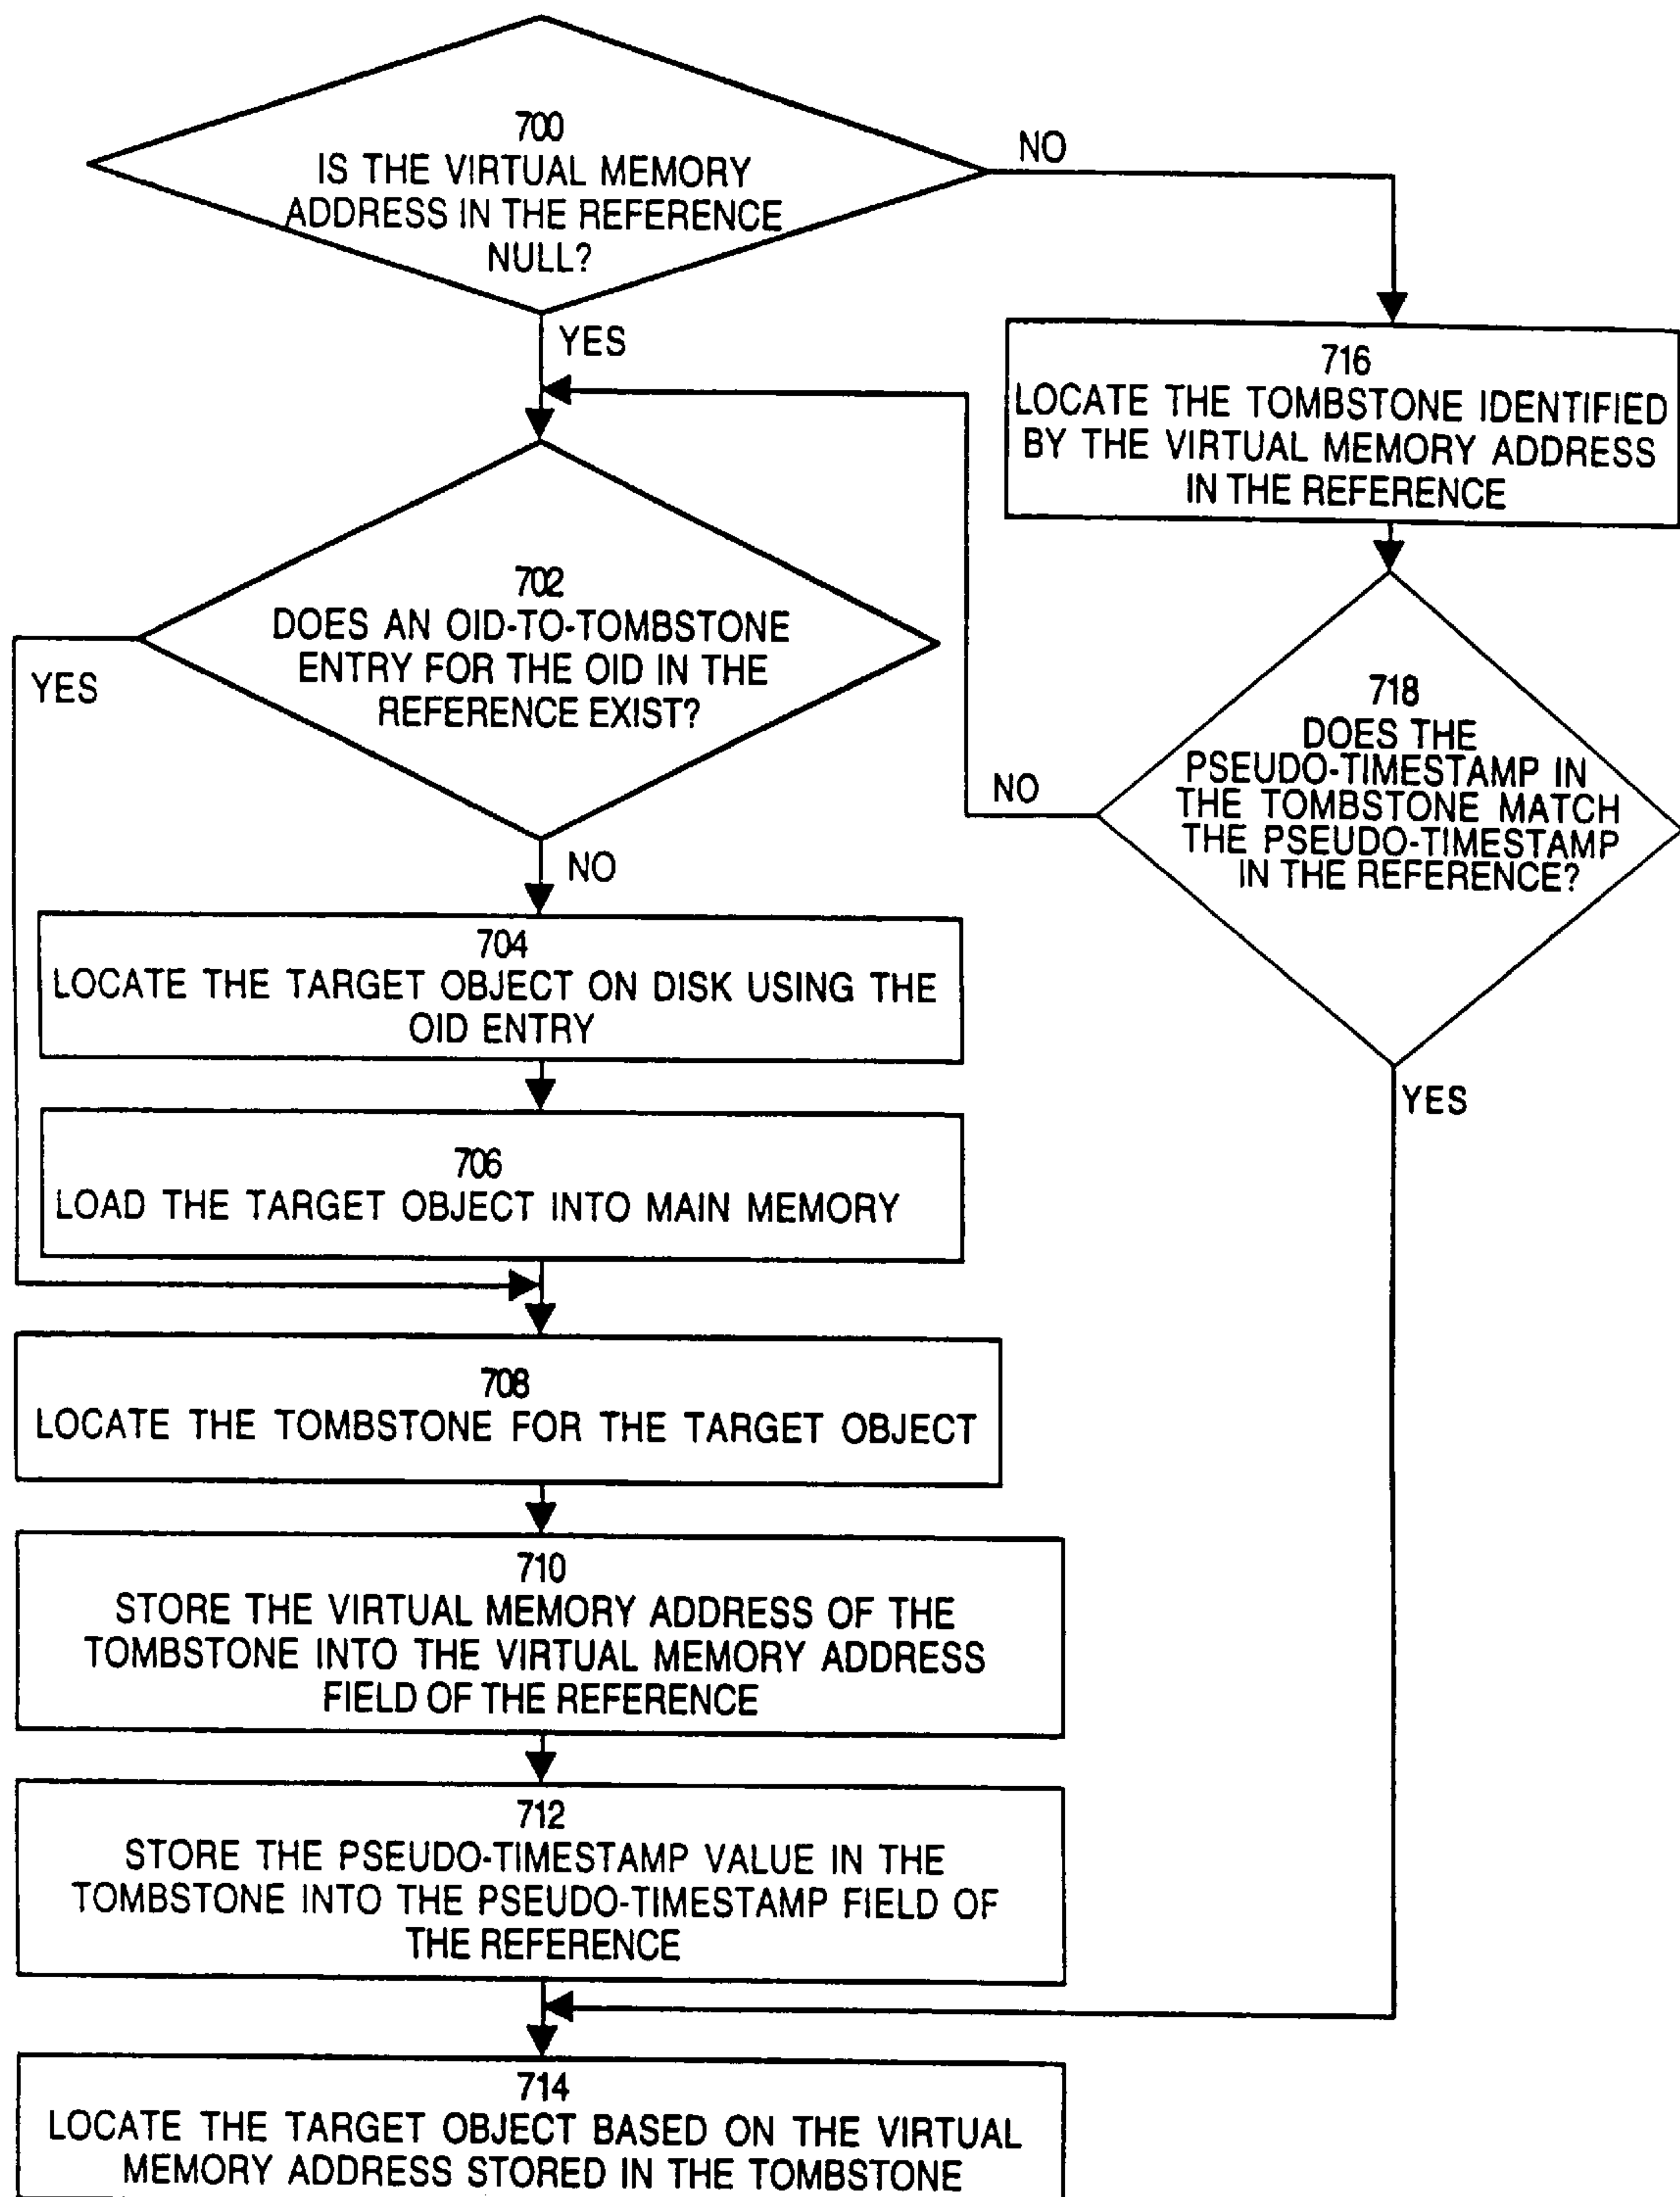 700
IS THE VIRTUAL MEMORY
ADDRESS IN THE REFERENCE
NULL?
NO
YES
716
LOCATE THE TOMBSTONE IDENTIFIED
BY THE VIRTUAL MEMORY ADDRESS
IN THE REFERENCE
702
DOES AN OID-TO-TOMBSTONE
ENTRY FOR THE OID IN THE
REFERENCE EXIST?
YES
NO
718
DOES THE
PSEUDO-TIMESTAMP IN
THE TOMBSTONE MATCH
THE PSEUDO-TIMESTAMP
IN THE REFERENCE?
NO
YES
704
LOCATE THE TARGET OBJECT ON DISK USING THE
OID ENTRY
706
LOAD THE TARGET OBJECT INTO MAIN MEMORY
708
LOCATE THE TOMBSTONE FOR THE TARGET OBJECT
710
STORE THE VIRTUAL MEMORY ADDRESS OF THE
TOMBSTONE INTO THE VIRTUAL MEMORY ADDRESS
FIELD OF THE REFERENCE
712
STORE THE PSEUDO-TIMESTAMP VALUE IN THE
TOMBSTONE INTO THE PSEUDO-TIMESTAMP FIELD OF
THE REFERENCE
714
LOCATE THE TARGET OBJECT BASED ON THE VIRTUAL
MEMORY ADDRESS STORED IN THE TOMBSTONE